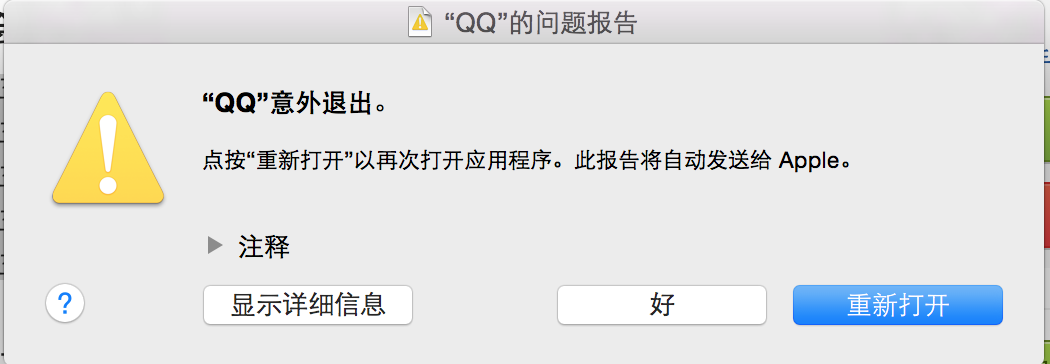 “QQ”的问题报告
“QQ”意外退出。
点按“重新打开”以再次打开应用程序。此报告将自动发送给 Apple。
注释
?
显示详细信息
好
重新打开